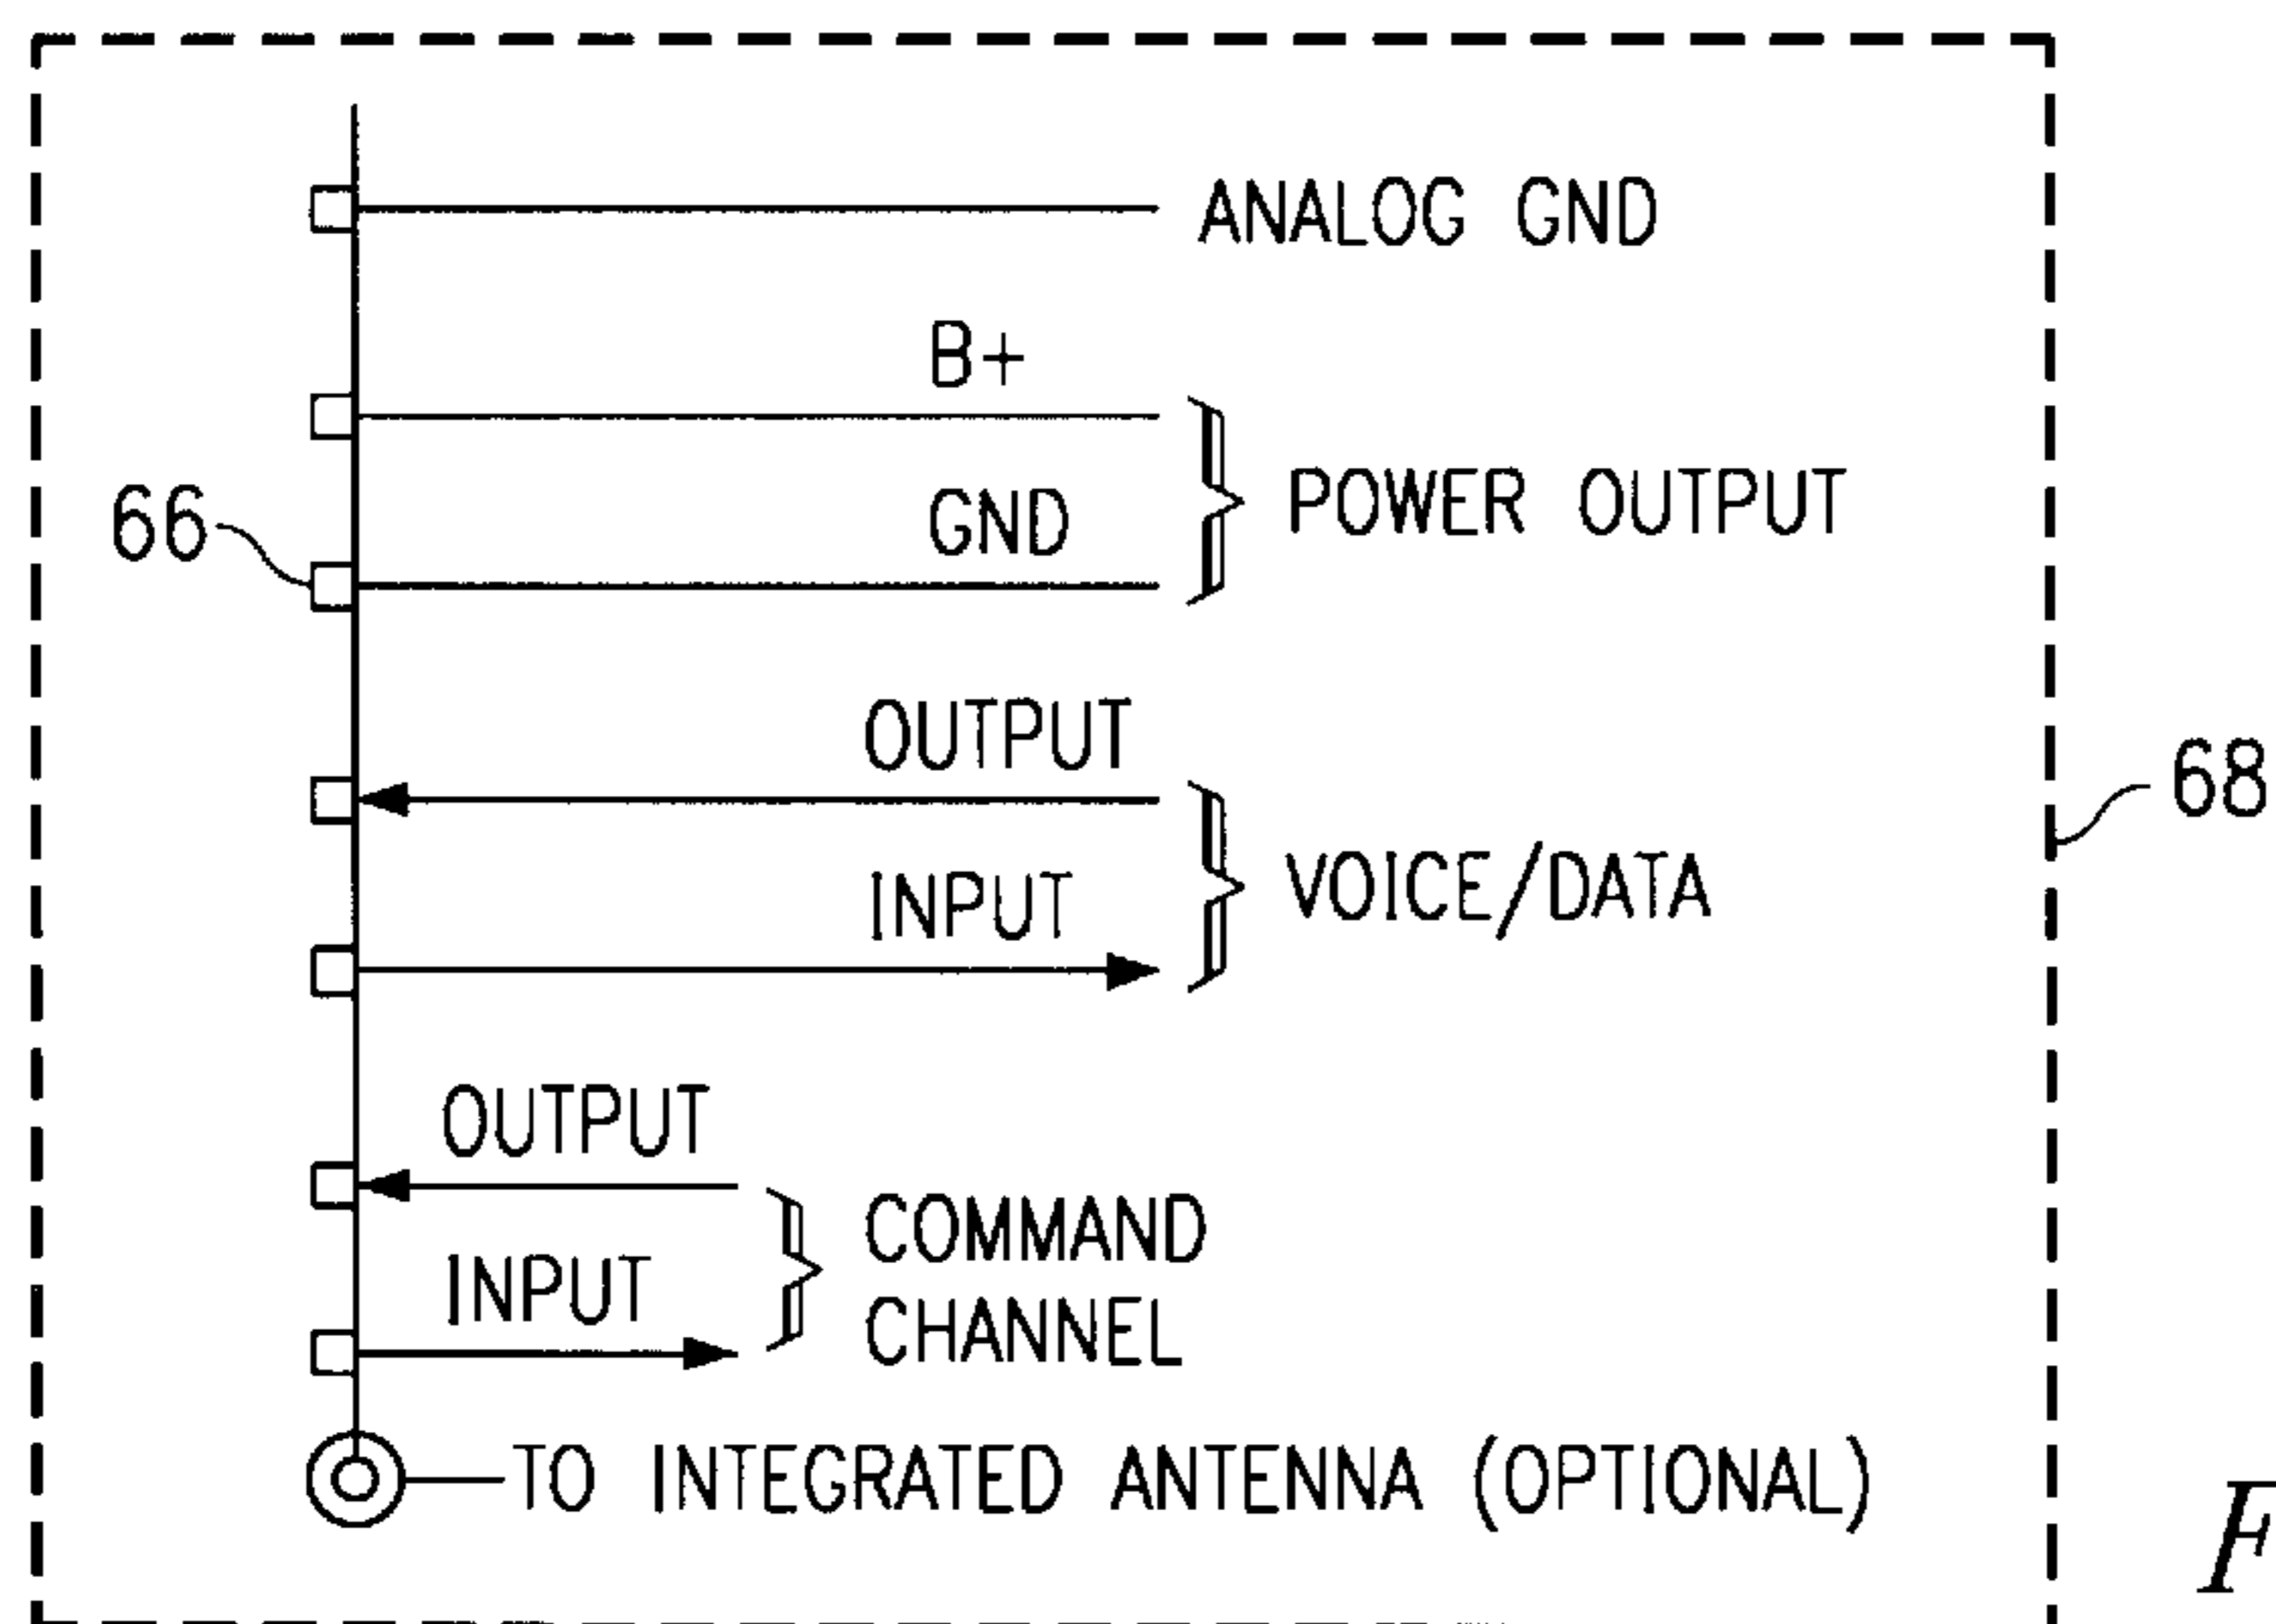 ANALOG GND
B+
GND
POWER OUTPUT
66
OUTPUT
INPUT
VOICE/DATA
68
OUTPUT
INPUT
COMMAND
CHANNEL
TO INTEGRATED ANTENNA (OPTIONAL)
F